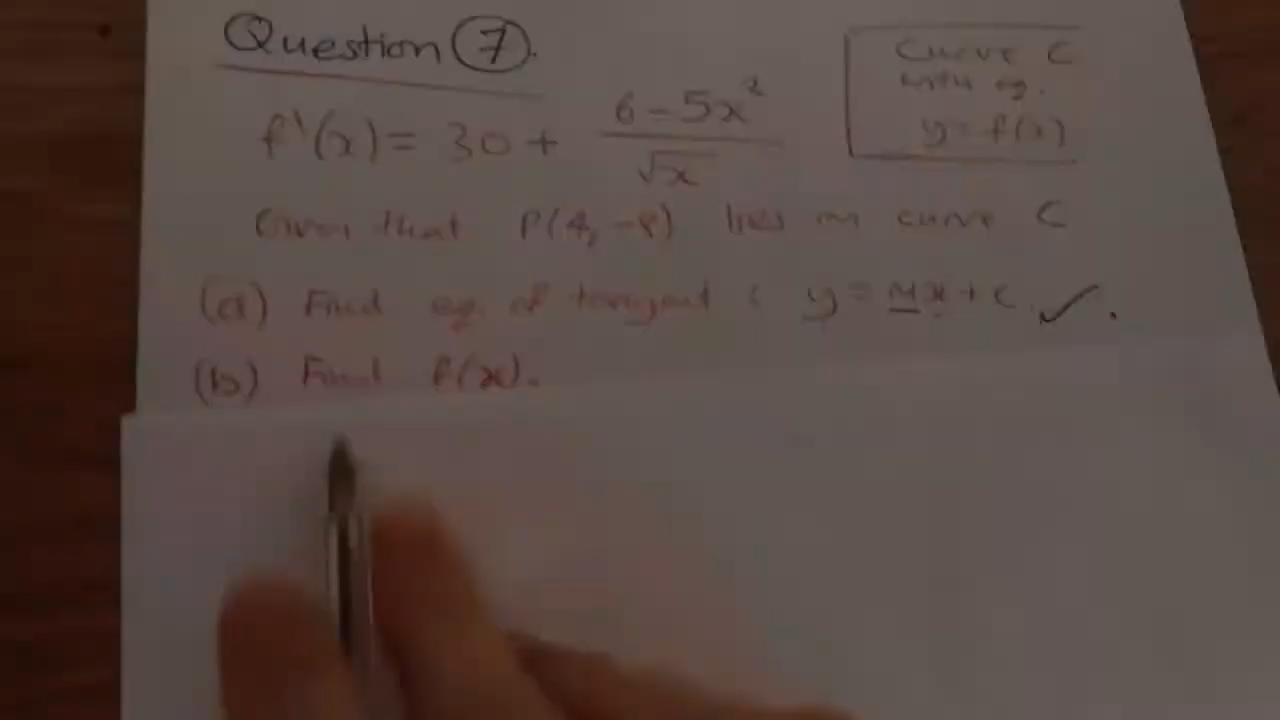 Question 7.
f'(x) = 30 + (6 - 5x²)/√x
Curve C
with eq.
y = f(x)
Given that P(4, -8) lies on curve C
(a) Find eq. of tangent : y = mx + c ✓.
(b) Find f(x).